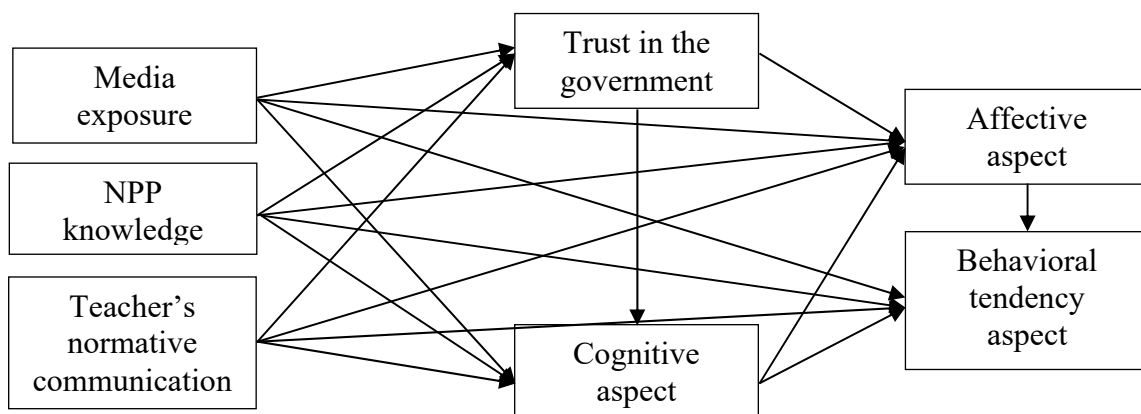 Media
exposure
NPP
knowledge
Teacher's
normative
communication
Trust in the
government
Cognitive
aspect
Affective
aspect
Behavioral
tendency
aspect